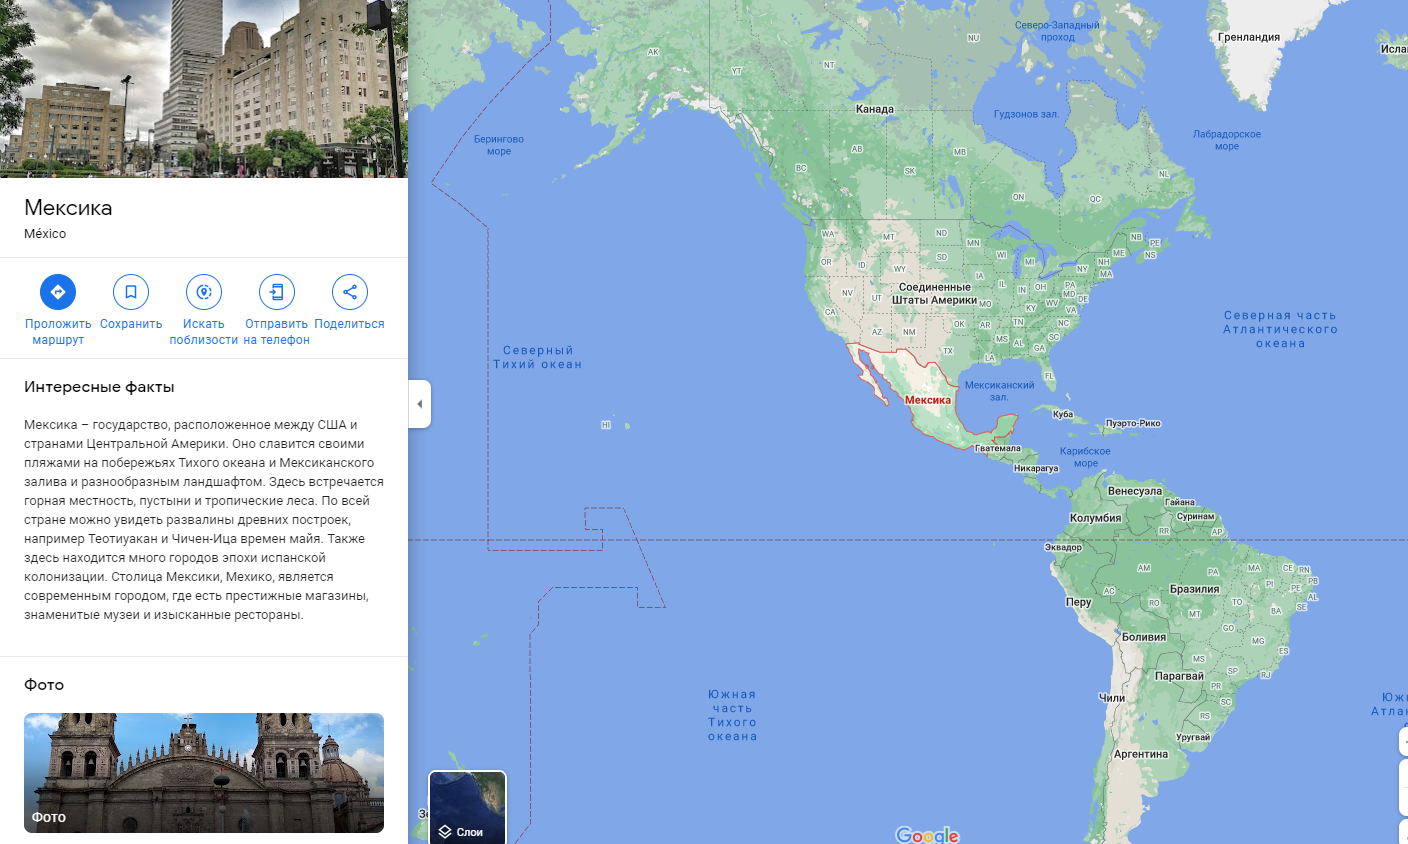 Мексика
México
Проложить
маршрут
Сохранить
Искать
поблизости
Отправить
на телефон
Поделиться
Интересные факты
Мексика – государство, расположенное между США и
странами Центральной Америки. Оно славится своими
пляжами на побережьях Тихого океана и Мексиканского
залива и разнообразным ландшафтом. Здесь встречается
горная местность, пустыни и тропические леса. По всей
стране можно увидеть развалины древних построек,
например Теотиуакан и Чичен-Ица времен майя. Также
здесь находится много городов эпохи испанской
колонизации. Столица Мексики, Мехико, является
современным городом, где есть престижные магазины,
знаменитые музеи и изысканные рестораны.
Фото
Фото
Северо-Западный
проход
NU
Гренландия
AK
NT
YT
Канада
Гудзонов зал.
Берингово
море
Лабрадорское
море
AB
MB
BC
SK
NL
ON
QC
WA
MT
ND
MN
NB
PE
NS
ME
OR
ID
WY
SD
WI
MI
NH
NY
MA
IA
NV
UT
Соединенные
Штаты Америки
IL
IN
OH
PA
MD
DE
CA
MO
KY
WV
VA
AZ
NM
OK
AR
TN
NC
MS
AL
SC
GA
TX
LA
FL
Северная часть
Атлантического
океана
Северный
Тихий океан
Мексиканский
зал.
Мексика
HI
Куба
Пуэрто-Рико
Гватемала
Карибское
море
Никарагуа
Венесуэла
Гайана
Суринам
Колумбия
RR
AP
Эквадор
AM
PA
MA
CE
RN
PB
PE
AL
SE
PI
AC
Перу
RO
Бразилия
TO
MT
BA
GO
Боливия
MG
ES
MS
SP
RJ
Парагвай
PR
SC
Чили
RS
Уругвай
Аргентина
Южная
часть
Тихого
океана
Слои
Google